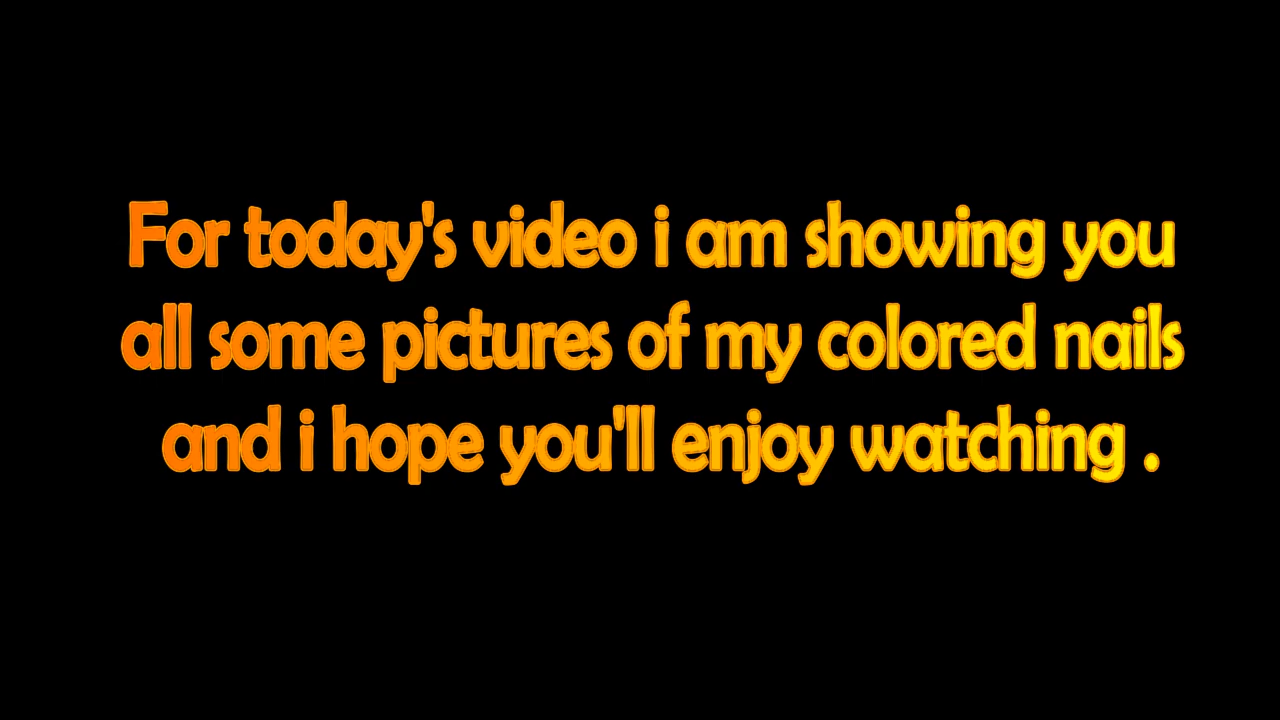 For today's video i am showing you
all some pictures of my colored nails
and i hope you'll enjoy watching .